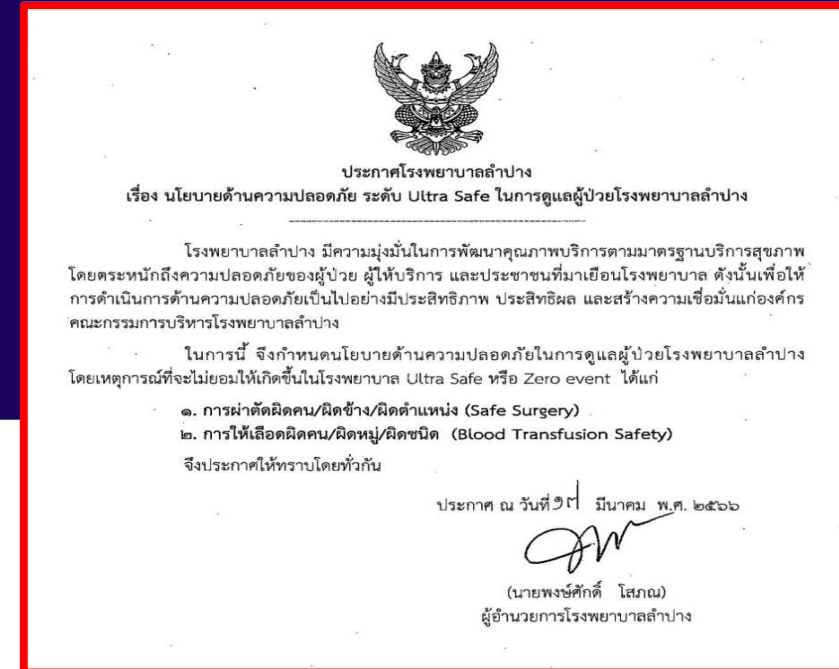 ประกาศโรงพยาบาลลำปาง
เรื่อง นโยบายด้านความปลอดภัย ระดับ Ultra Safe ในการดูแลผู้ป่วยโรงพยาบาลลำปาง
โรงพยาบาลลำปาง มีความมุ่งมั่นในการพัฒนาคุณภาพบริการตามมาตรฐานบริการสุขภาพ
โดยตระหนักถึงความปลอดภัยของผู้ป่วย ผู้ให้บริการ และประชาชนที่มาเยือนโรงพยาบาล ดังนั้นเพื่อให้
การดำเนินการด้านความปลอดภัยเป็นไปอย่างมีประสิทธิภาพ ประสิทธิผล และสร้างความเชื่อมั่นแก่องค์กร
คณะกรรมการบริหารโรงพยาบาลลำปาง
ในการนี้ จึงกำหนดนโยบายด้านความปลอดภัยในการดูแลผู้ป่วยโรงพยาบาลลำปาง
โดยเหตุการณ์ที่จะไม่ยอมให้เกิดขึ้นในโรงพยาบาล Ultra Safe หรือ Zero event ได้แก่
๑. การผ่าตัดผิดคน/ผิดข้าง/ผิดตำแหน่ง (Safe Surgery)
๒. การให้เลือดผิดคน/ผิดหมู่/ผิดชนิด (Blood Transfusion Safety)
จึงประกาศให้ทราบโดยทั่วกัน
ประกาศ ณ วันที่ ๑๗ มีนาคม พ.ศ. ๒๕๖๖
(นายพงษ์ศักดิ์ โสภณ)
ผู้อำนวยการโรงพยาบาลลำปาง